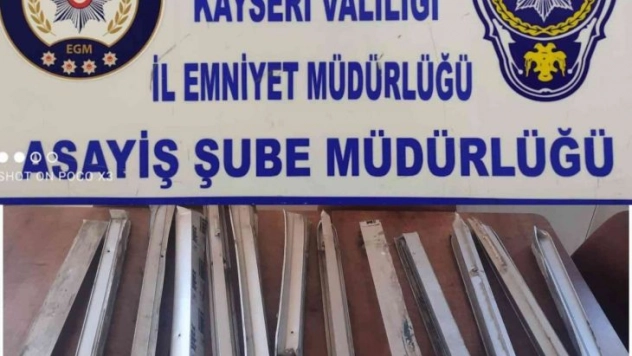 KAYSERİ VALİLİĞİ
EGM
İL EMNİYET MÜDÜRLÜĞÜ
ASAYİŞ ŞUBE MÜDÜRLÜĞÜ
SHOT ON POCO X3